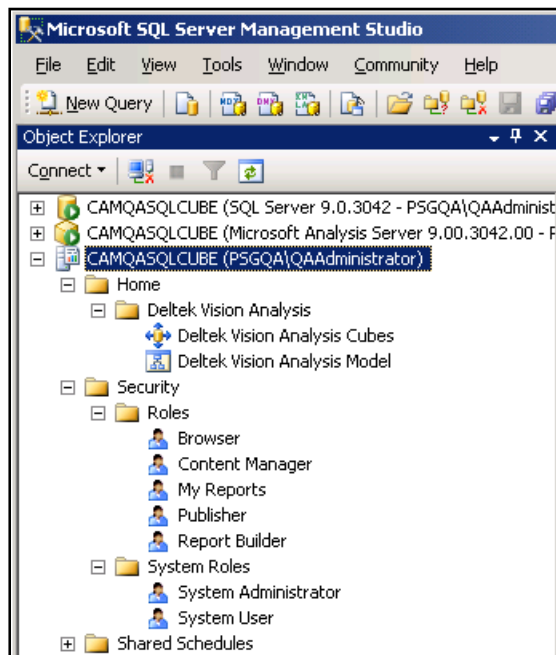 Microsoft SQL Server Management Studio
File Edit View Tools Window Community Help
New Query MDX DMX XMLA
Object Explorer
Connect
CAMQASQLCUBE (SQL Server 9.0.3042 - PSGQA\QAAdminist
CAMQASQLCUBE (Microsoft Analysis Server 9.00.3042.00 - P
CAMQASQLCUBE (PSGQA\QAAdministrator)
Home
Deltek Vision Analysis
Deltek Vision Analysis Cubes
Deltek Vision Analysis Model
Security
Roles
Browser
Content Manager
My Reports
Publisher
Report Builder
System Roles
System Administrator
System User
Shared Schedules